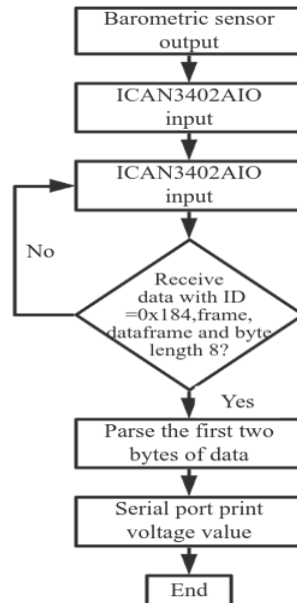 Barometric sensor
output
ICAN3402AIO
input
ICAN3402AIO
input
No
Receive
data with ID
=0x184,frame,
dataframe and byte
length 8?
Yes
Parse the first two
bytes of data
Serial port print
voltage value
End